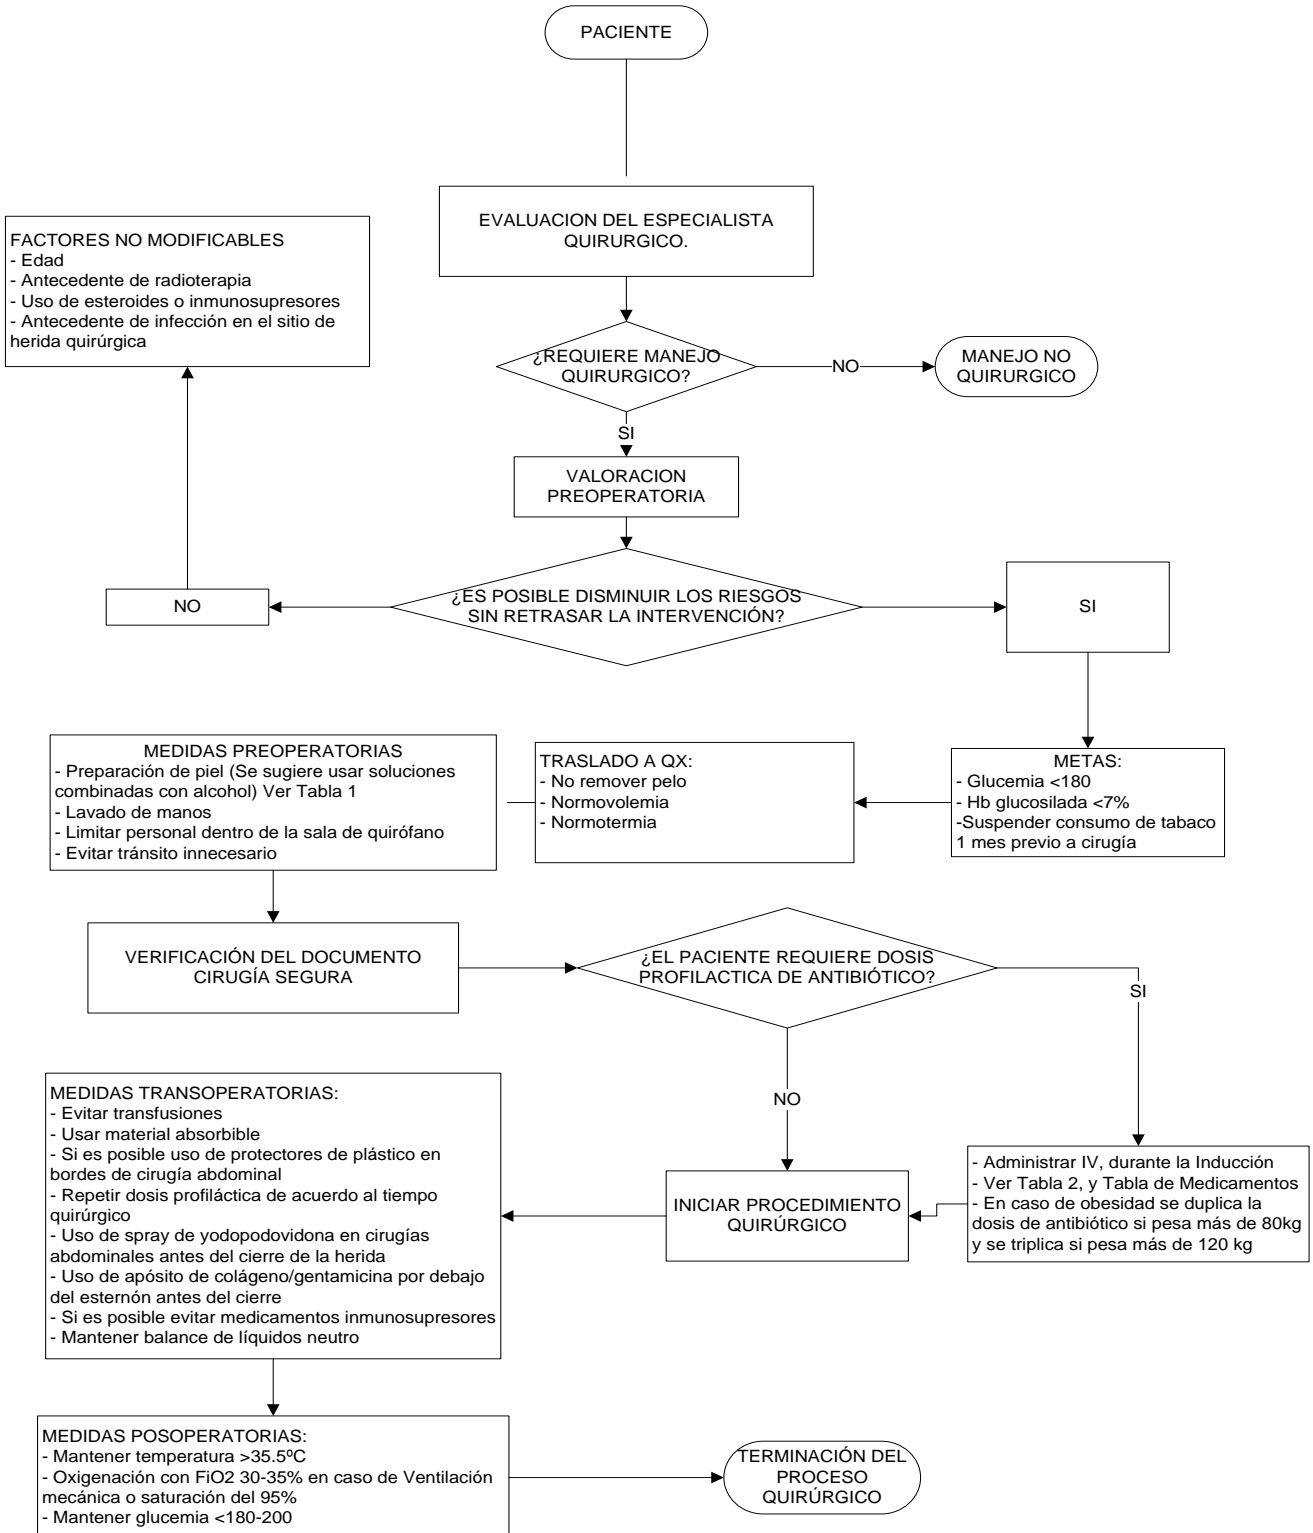 PACIENTE
EVALUACION DEL ESPECIALISTA
QUIRURGICO.
FACTORES NO MODIFICABLES
- Edad
- Antecedente de radioterapia
- Uso de esteroides o inmunosupresores
- Antecedente de infección en el sitio de
herida quirúrgica
¿REQUIERE MANEJO
QUIRURGICO?
NO
MANEJO NO
QUIRURGICO
SI
VALORACION
PREOPERATORIA
¿ES POSIBLE DISMINUIR LOS RIESGOS
SIN RETRASAR LA INTERVENCIÓN?
NO
SI
MEDIDAS PREOPERATORIAS
- Preparación de piel (Se sugiere usar soluciones
combinadas con alcohol) Ver Tabla 1
- Lavado de manos
- Limitar personal dentro de la sala de quirófano
- Evitar tránsito innecesario
TRASLADO A QX:
- No remover pelo
- Normovolemia
- Normotermia
METAS:
- Glucemia <180
- Hb glucosilada <7%
-Suspender consumo de tabaco
1 mes previo a cirugía
VERIFICACIÓN DEL DOCUMENTO
CIRUGÍA SEGURA
¿EL PACIENTE REQUIERE DOSIS
PROFILACTICA DE ANTIBIÓTICO?
SI
NO
MEDIDAS TRANSOPERATORIAS:
- Evitar transfusiones
- Usar material absorbible
- Si es posible uso de protectores de plástico en
bordes de cirugía abdominal
- Repetir dosis profiláctica de acuerdo al tiempo
quirúrgico
- Uso de spray de yodopodovidona en cirugías
abdominales antes del cierre de la herida
- Uso de apósito de colágeno/gentamicina por debajo
del esternón antes del cierre
- Si es posible evitar medicamentos inmunosupresores
- Mantener balance de líquidos neutro
INICIAR PROCEDIMIENTO
QUIRÚRGICO
- Administrar IV, durante la Inducción
- Ver Tabla 2, y Tabla de Medicamentos
- En caso de obesidad se duplica la
dosis de antibiótico si pesa más de 80kg
y se triplica si pesa más de 120 kg
MEDIDAS POSOPERATORIAS:
- Mantener temperatura >35.5ºC
- Oxigenación con FiO2 30-35% en caso de Ventilación
mecánica o saturación del 95%
- Mantener glucemia <180-200
TERMINACIÓN DEL
PROCESO
QUIRÚRGICO